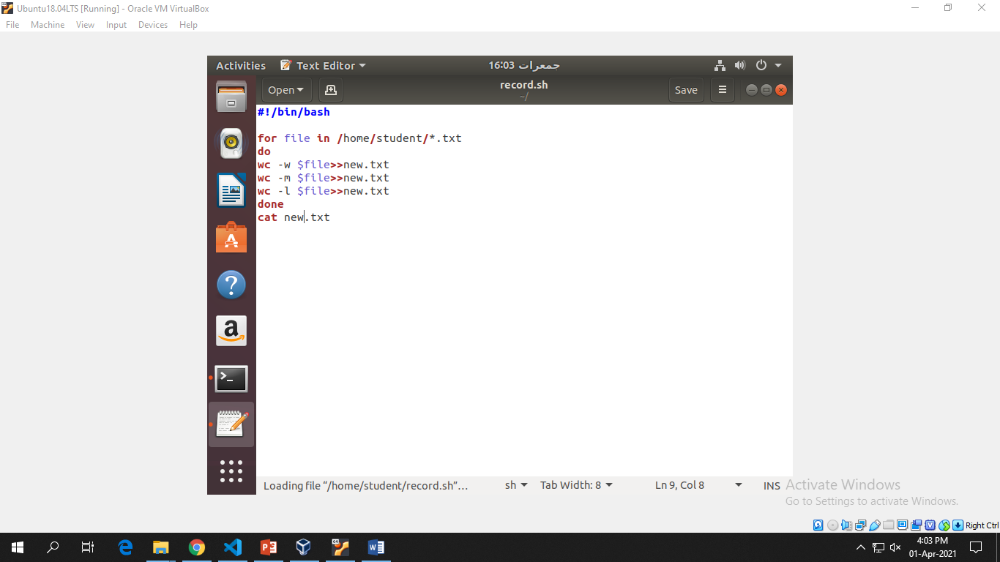 Ubuntu18.04LTS [Running] - Oracle VM VirtualBox
File Machine View Input Devices Help
Activities Text Editor جمعرات 16:03
Open record.sh Save
~/
#!/bin/bash
for file in /home/student/*.txt
do
wc -w $file>>new.txt
wc -m $file>>new.txt
wc -l $file>>new.txt
done
cat new.txt
Loading file “/home/student/record.sh”… sh Tab Width: 8 Ln 9, Col 8 INS
Activate Windows
Go to Settings to activate Windows.
Right Ctrl
4:03 PM
01-Apr-2021